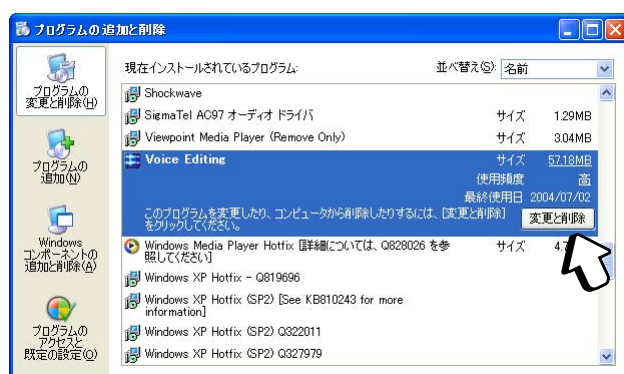 プログラムの追加と削除
プログラムの
変更と削除(H)
プログラムの
追加(N)
Windows
コンポーネントの
追加と削除(A)
プログラムの
アクセスと
既定の設定(O)
現在インストールされているプログラム:
並べ替え(S): 名前
Shockwave
SigmaTel AC97 オーディオ ドライバ サイズ 1.29MB
Viewpoint Media Player (Remove Only) サイズ 3.04MB
Voice Editing サイズ 57.18MB
使用頻度 高
最終使用日 2004/07/02
このプログラムを変更したり、コンピュータから削除したりするには、[変更と削除]
をクリックしてください。
変更と削除
Windows Media Player Hotfix [詳細については、Q828026 を参
照してください] サイズ
Windows XP Hotfix - Q819696
Windows XP Hotfix (SP2) [See KB810243 for more
information]
Windows XP Hotfix (SP2) Q322011
Windows XP Hotfix (SP2) Q327979